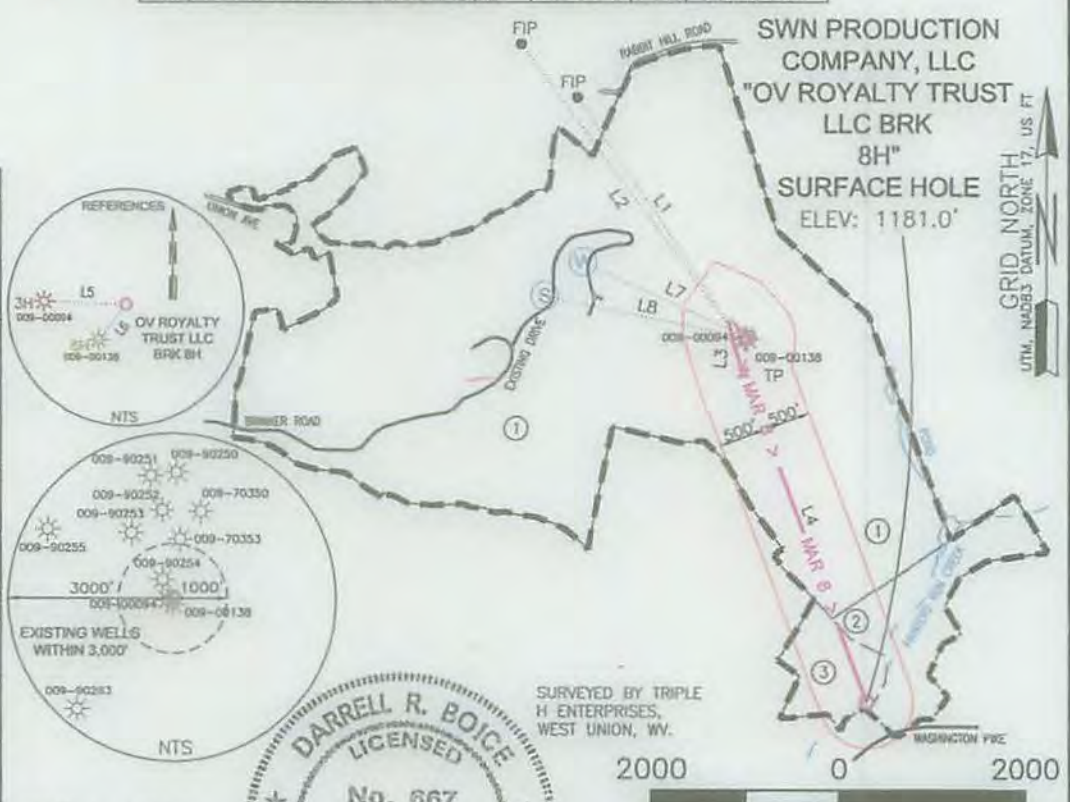 SWN PRODUCTION
COMPANY, LLC
"OV ROYALTY TRUST
LLC BRK
8H"
SURFACE HOLE
ELEV: 1181.0'
GRID NORTH
UTM, NAD83 DATUM, ZONE 17, US FT
FIP
FIP
RABBIT HILL ROAD
L1
L2
UNION AVE
REFERENCES
3H
L5
009-00094
L6
009-00138
OV ROYALTY
TRUST LLC
BRK 8H
NTS
W
S
L7
L8
EXISTING DRIVE
009-00094
009-00138
L3
TP
MAR
500'
500'
1
L4
MAR 8 >
1
2
3
POND
WASHINGTON PIKE
009-90251
009-90250
009-90252
009-70350
009-90253
009-90255
009-70353
009-90254
3000'
1000'
009-00094
009-00138
EXISTING WELLS
WITHIN 3,000'
NTS
DARRELL R. BOICE
LICENSED
No. 667
SURVEYED BY TRIPLE
H ENTERPRISES,
WEST UNION, WV.
2000
0
2000